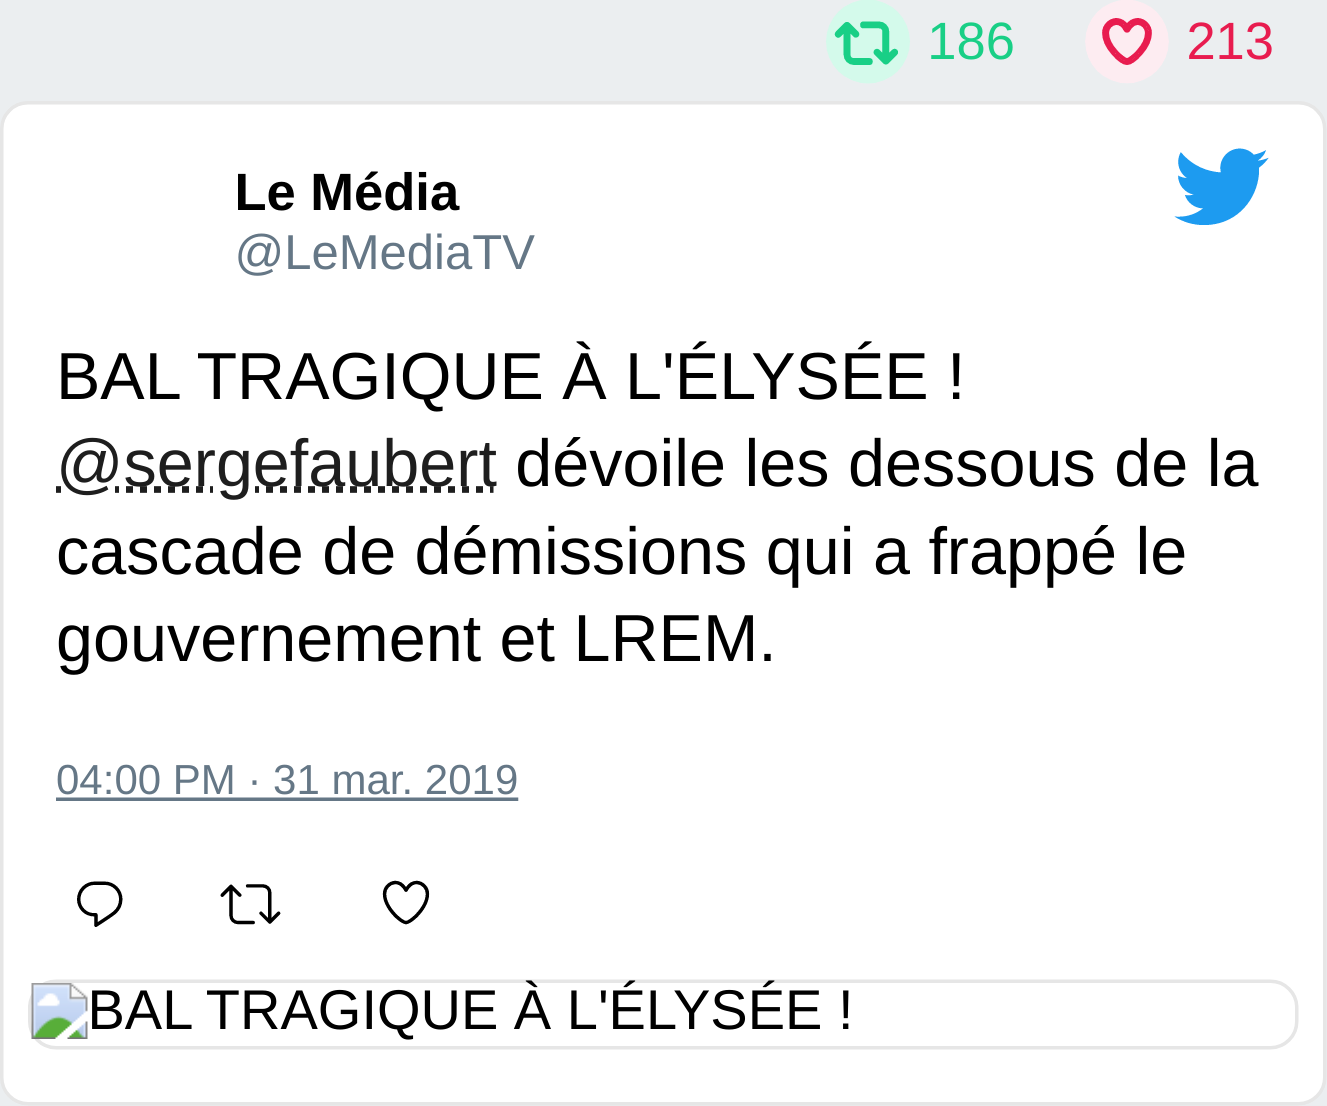 186 213
Le Média
@LeMediaTV
BAL TRAGIQUE À L'ÉLYSÉE !
@sergefaubert dévoile les dessous de la
cascade de démissions qui a frappé le
gouvernement et LREM.
04:00 PM · 31 mar. 2019
BAL TRAGIQUE À L'ÉLYSÉE !